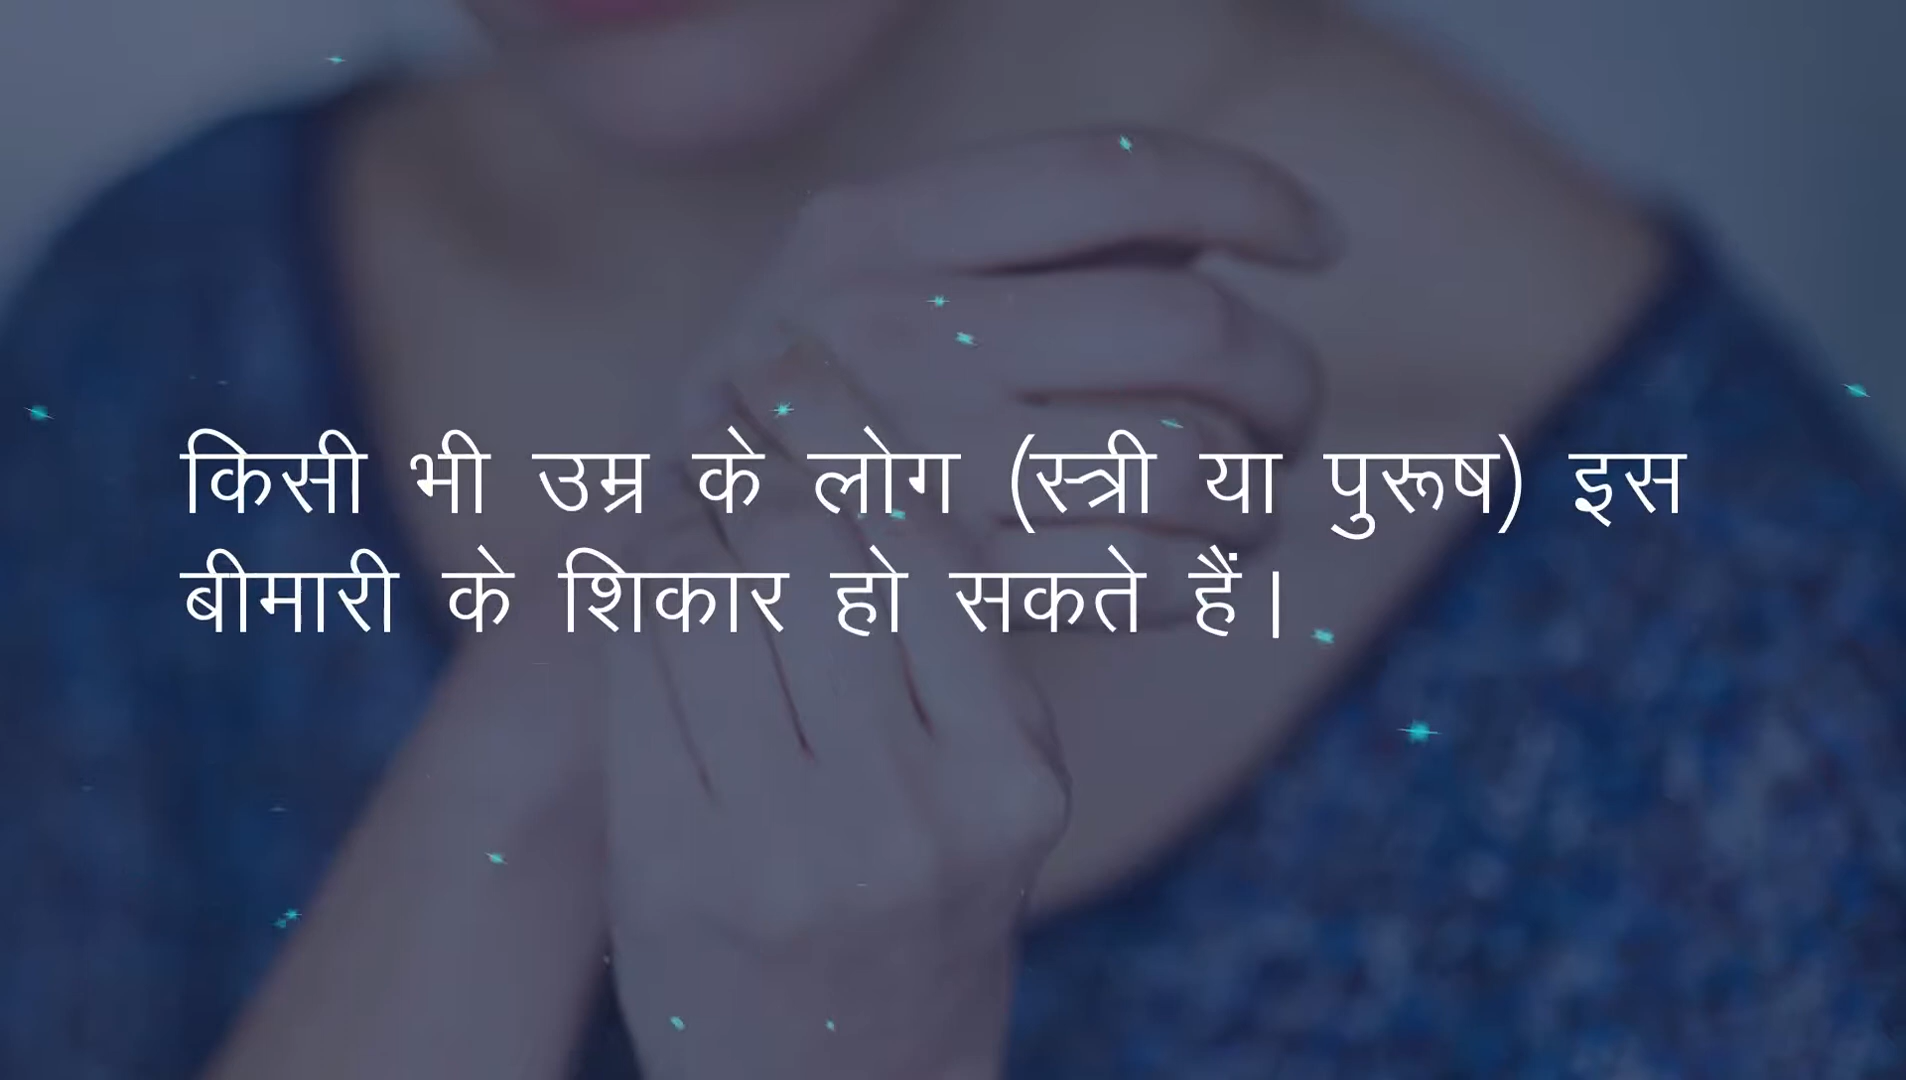 किसी भी उम्र के लोग (स्त्री या पुरूष) इस
बीमारी के शिकार हो सकते हैं।